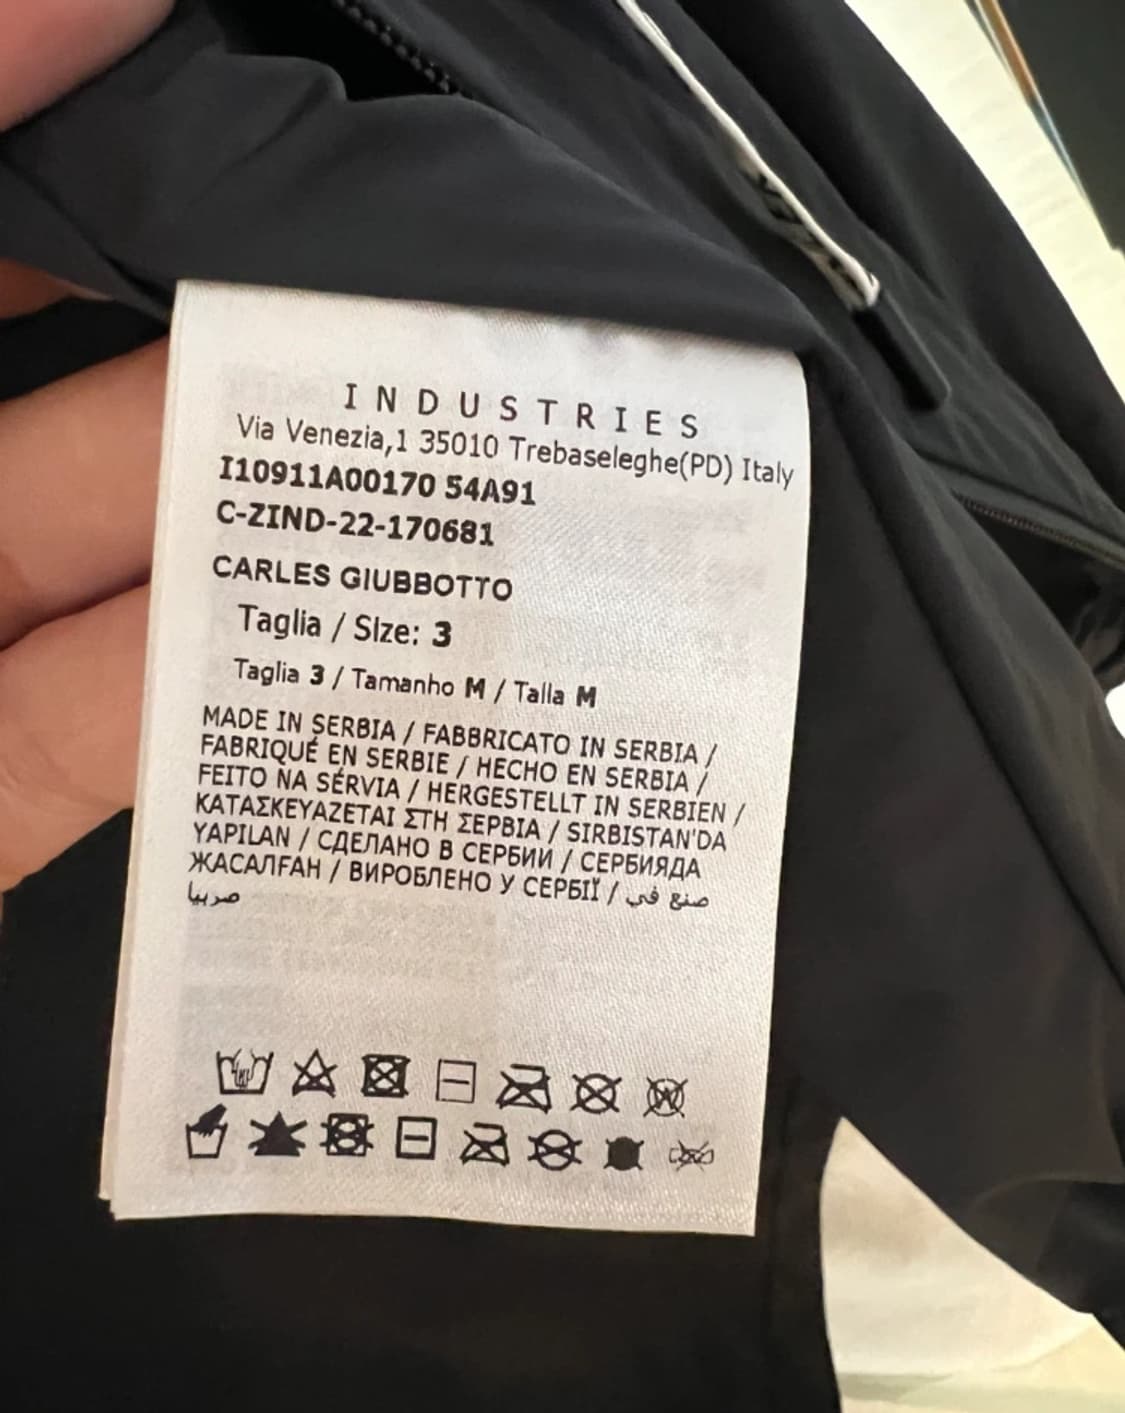 INDUSTRIES
Via Venezia,1 35010 Trebaseleghe(PD) Italy
I10911A00170 54A91
C-ZIND-22-170681
CARLES GIUBBOTTO
Taglia / Size: 3
Taglia 3 / Tamanho M / Talla M
MADE IN SERBIA / FABBRICATO IN SERBIA /
FABRIQUÉ EN SERBIE / HECHO EN SERBIA /
FEITO NA SÉRVIA / HERGESTELLT IN SERBIEN /
ΚΑΤΑΣΚΕΥΑΖΕΤΑΙ ΣΤΗ ΣΕΡΒΙΑ / SIRBISTAN'DA
YAPILAN / СДЕЛАНО В СЕРБИИ / СЕРБИЯДА
ЖАСАЛҒАН / ВИРОБЛЕНО У СЕРБІЇ / صنع في
صربيا